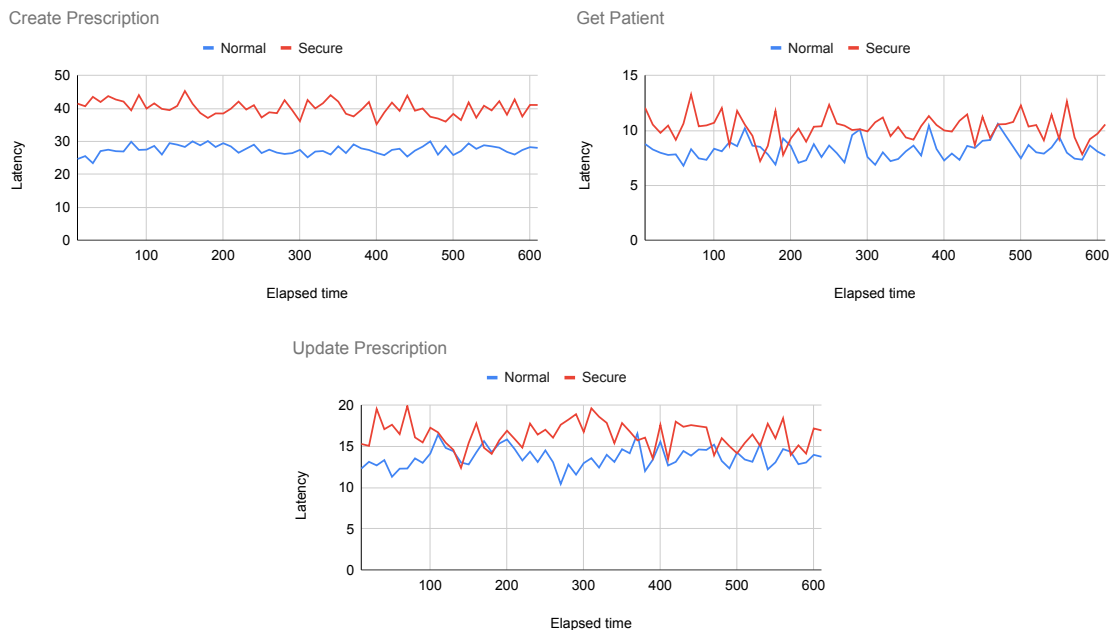 Create Prescription
Normal Secure
50
40
30
20
10
0
Latency
100 200 300 400 500 600
Elapsed time
Get Patient
Normal Secure
15
10
5
0
Latency
100 200 300 400 500 600
Elapsed time
Update Prescription
Normal Secure
20
15
10
5
0
Latency
100 200 300 400 500 600
Elapsed time